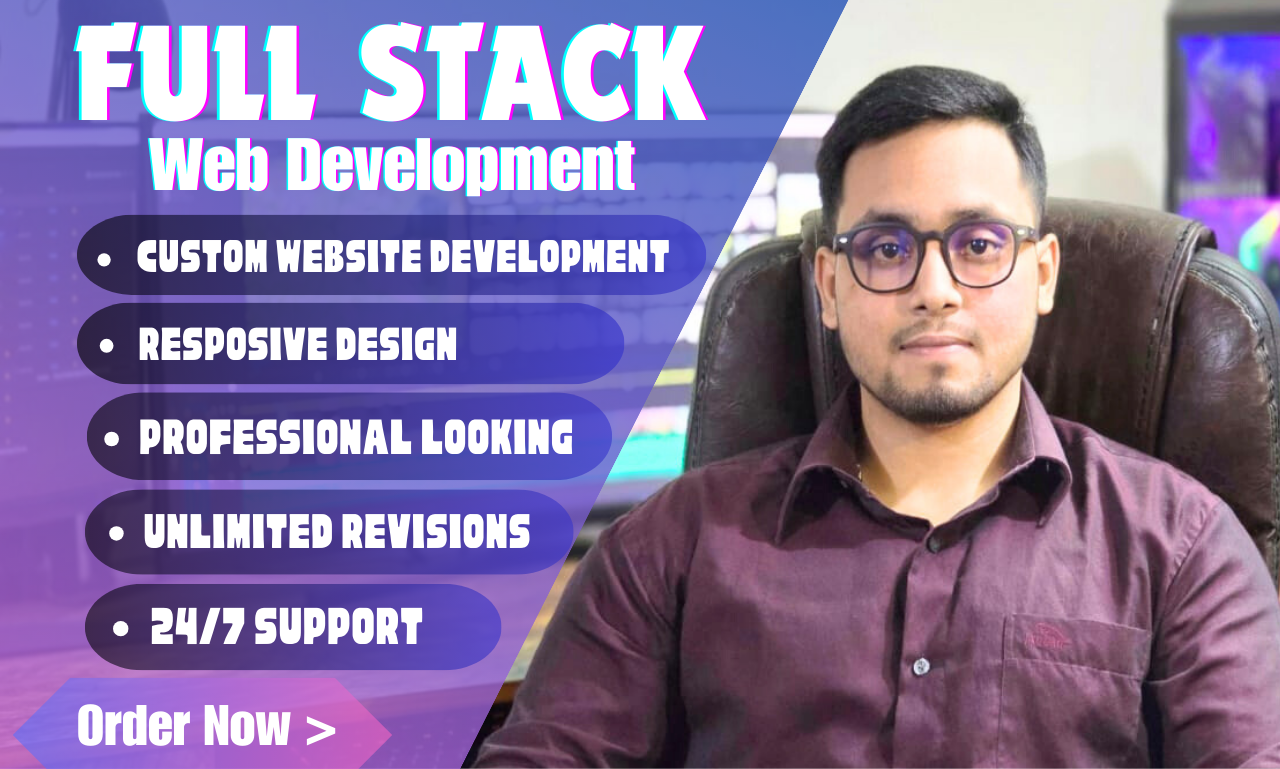 FULL STACK
Web Development
• CUSTOM WEBSITE DEVELOPMENT
• RESPOSIVE DESIGN
• PROFESSIONAL LOOKING
• UNLIMITED REVISIONS
• 24/7 SUPPORT
Order Now >